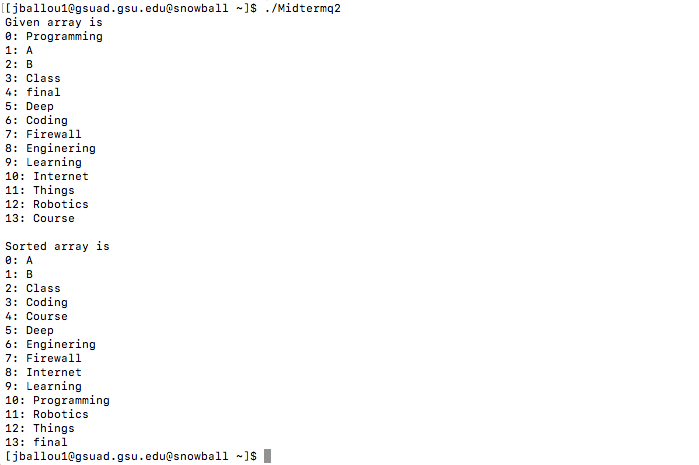 [[jballou1@gsuad.gsu.edu@snowball ~]$ ./Midtermq2
Given array is
0: Programming
1: A
2: B
3: Class
4: final
5: Deep
6: Coding
7: Firewall
8: Enginering
9: Learning
10: Internet
11: Things
12: Robotics
13: Course

Sorted array is
0: A
1: B
2: Class
3: Coding
4: Course
5: Deep
6: Enginering
7: Firewall
8: Internet
9: Learning
10: Programming
11: Robotics
12: Things
13: final
[jballou1@gsuad.gsu.edu@snowball ~]$